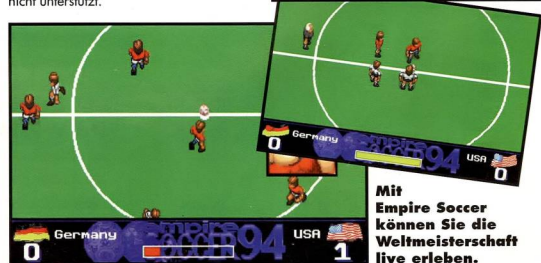 nicht unterstützt.
0
Germany
Empire
SOCCER 94
USA
0
0
Germany
Empire
SOCCER 94
USA
1
Mit
Empire Soccer
können Sie die
Weltmeisterschaft
live erleben.